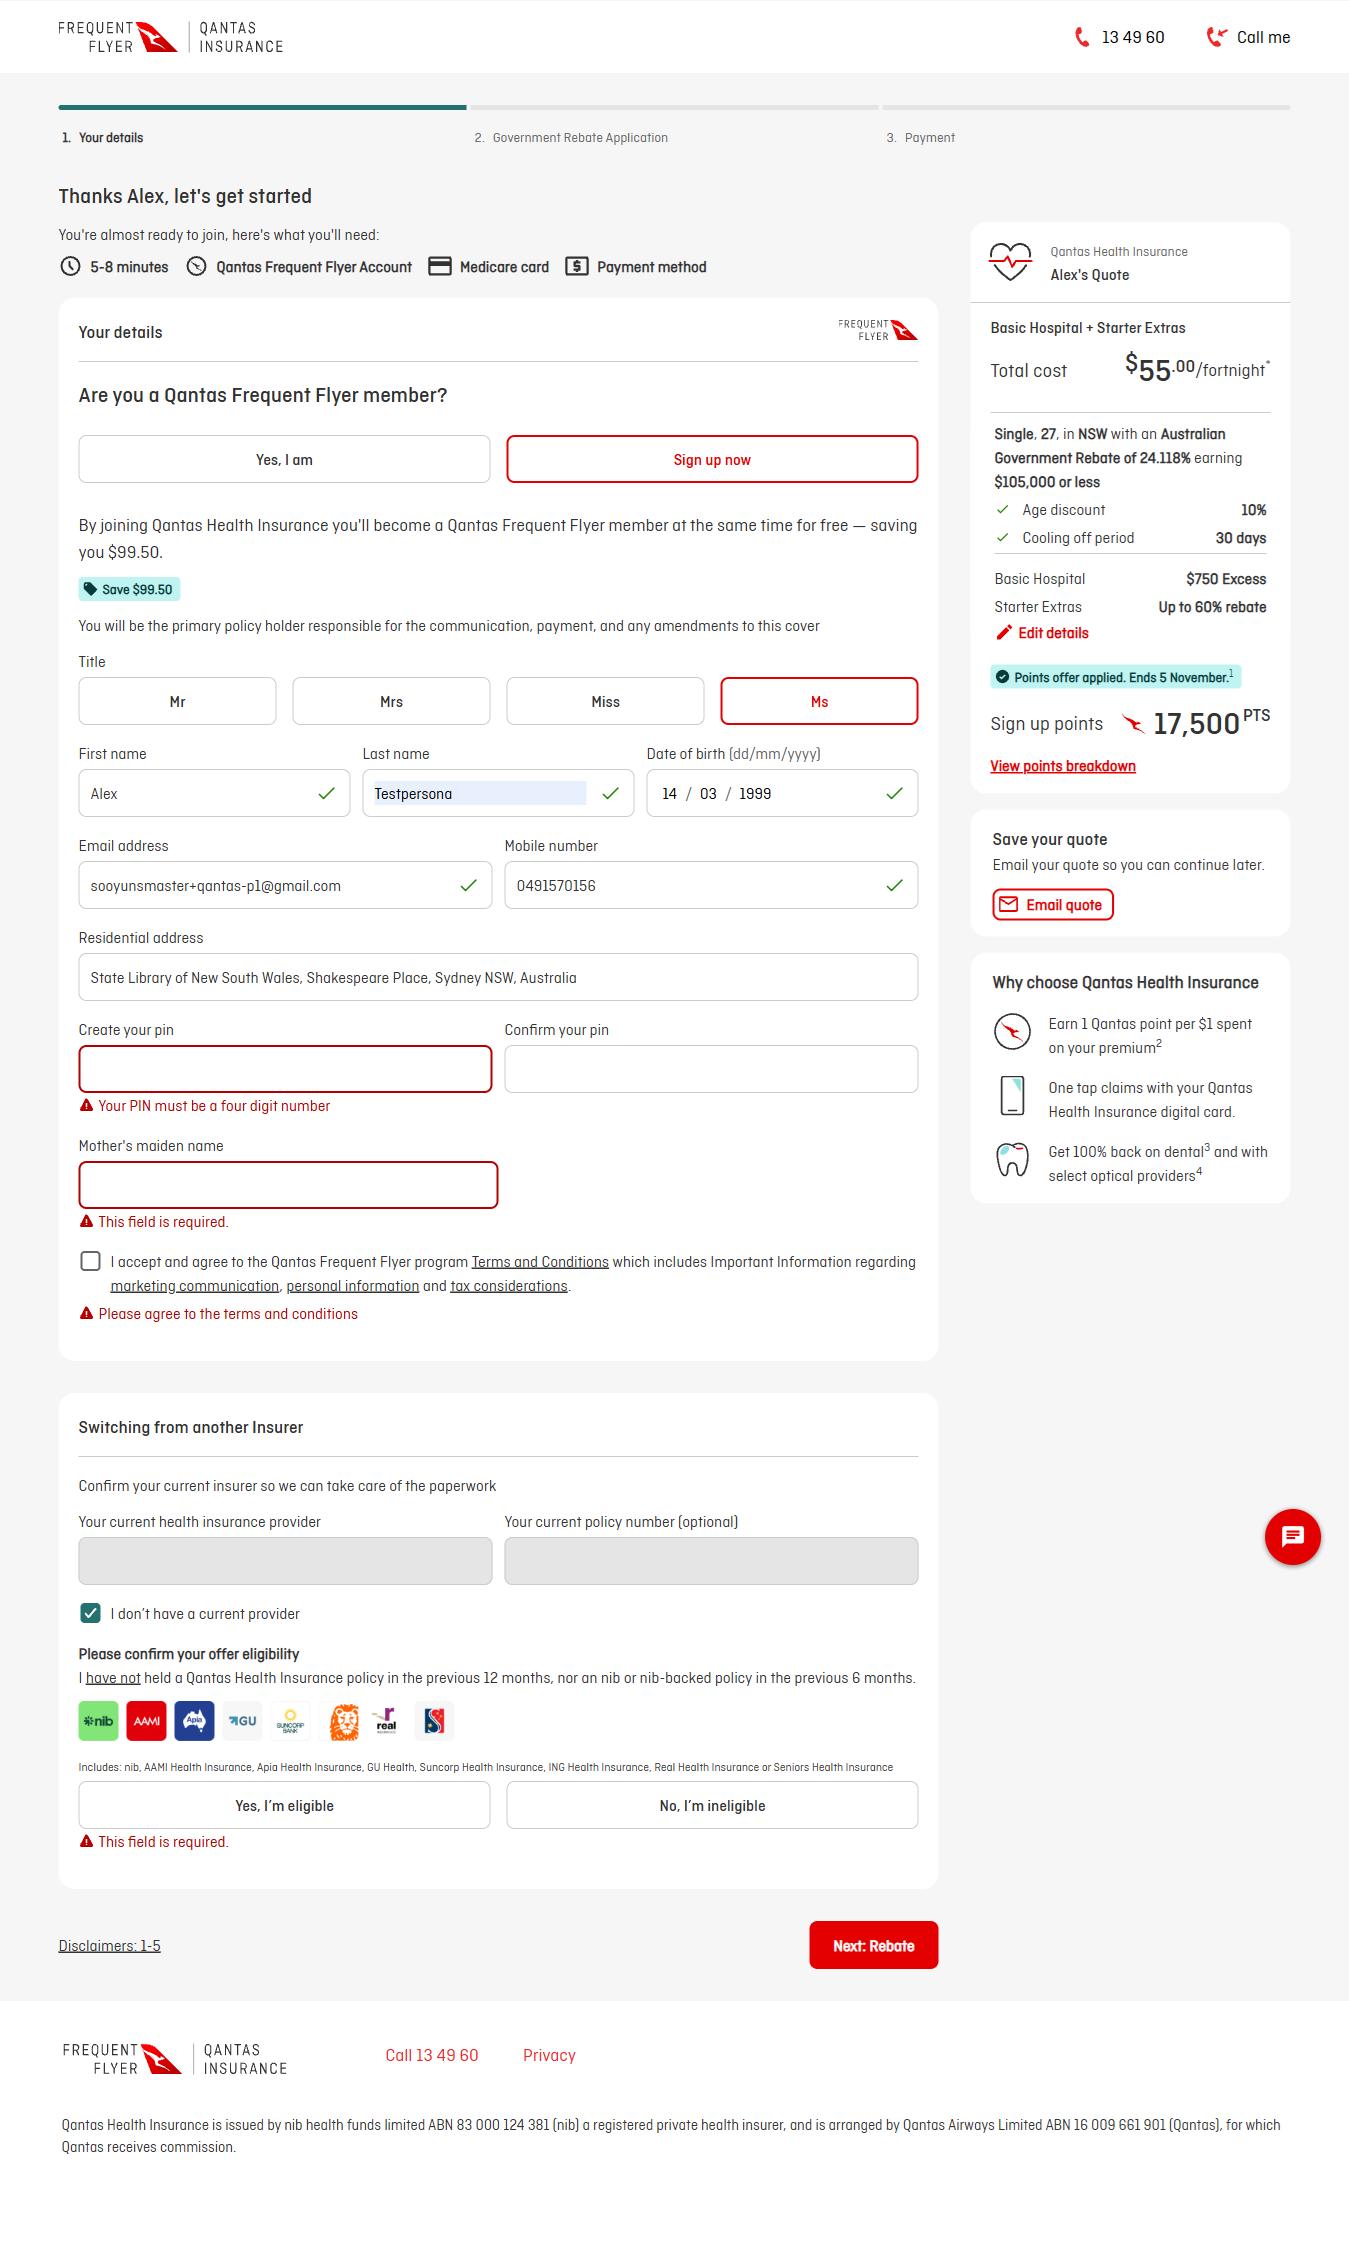 FREQUENT FLYER QANTAS INSURANCE
13 49 60
Call me
1. Your details
2. Government Rebate Application
3. Payment
Thanks Alex, let's get started
You're almost ready to join, here's what you'll need:
5-8 minutes
Qantas Frequent Flyer Account
Medicare card
Payment method
Your details
FREQUENT FLYER
Are you a Qantas Frequent Flyer member?
Yes, I am
Sign up now
By joining Qantas Health Insurance you'll become a Qantas Frequent Flyer member at the same time for free — saving
you $99.50.
Save $99.50
You will be the primary policy holder responsible for the communication, payment, and any amendments to this cover
Title
Mr
Mrs
Miss
Ms
First name
Last name
Date of birth (dd/mm/yyyy)
Alex
Testpersona
14 / 03 / 1999
Email address
Mobile number
sooyunsmaster+qantas-p1@gmail.com
0491570156
Residential address
State Library of New South Wales, Shakespeare Place, Sydney NSW, Australia
Create your pin
Confirm your pin
Your PIN must be a four digit number
Mother's maiden name
This field is required.
I accept and agree to the Qantas Frequent Flyer program Terms and Conditions which includes Important Information regarding
marketing communication, personal information and tax considerations.
Please agree to the terms and conditions
Switching from another Insurer
Confirm your current insurer so we can take care of the paperwork
Your current health insurance provider
Your current policy number (optional)
I don't have a current provider
Please confirm your offer eligibility
I have not held a Qantas Health Insurance policy in the previous 12 months, nor an nib or nib-backed policy in the previous 6 months.
nib
AAMI
Apia
GU
SUNCORP BANK
real
Includes: nib, AAMI Health Insurance, Apia Health Insurance, GU Health, Suncorp Health Insurance, ING Health Insurance, Real Health Insurance or Seniors Health Insurance
Yes, I'm eligible
No, I'm ineligible
This field is required.
Disclaimers: 1-5
Next: Rebate
Qantas Health Insurance
Alex's Quote
Basic Hospital + Starter Extras
Total cost
$55.00/fortnight*
Single, 27, in NSW with an Australian
Government Rebate of 24.118% earning
$105,000 or less
Age discount 10%
Cooling off period 30 days
Basic Hospital $750 Excess
Starter Extras Up to 60% rebate
Edit details
Points offer applied. Ends 5 November.1
Sign up points 17,500 PTS
View points breakdown
Save your quote
Email your quote so you can continue later.
Email quote
Why choose Qantas Health Insurance
Earn 1 Qantas point per $1 spent
on your premium2
One tap claims with your Qantas
Health Insurance digital card.
Get 100% back on dental3 and with
select optical providers4
FREQUENT FLYER QANTAS INSURANCE
Call 13 49 60
Privacy
Qantas Health Insurance is issued by nib health funds limited ABN 83 000 124 381 (nib) a registered private health insurer, and is arranged by Qantas Airways Limited ABN 16 009 661 901 (Qantas), for which
Qantas receives commission.